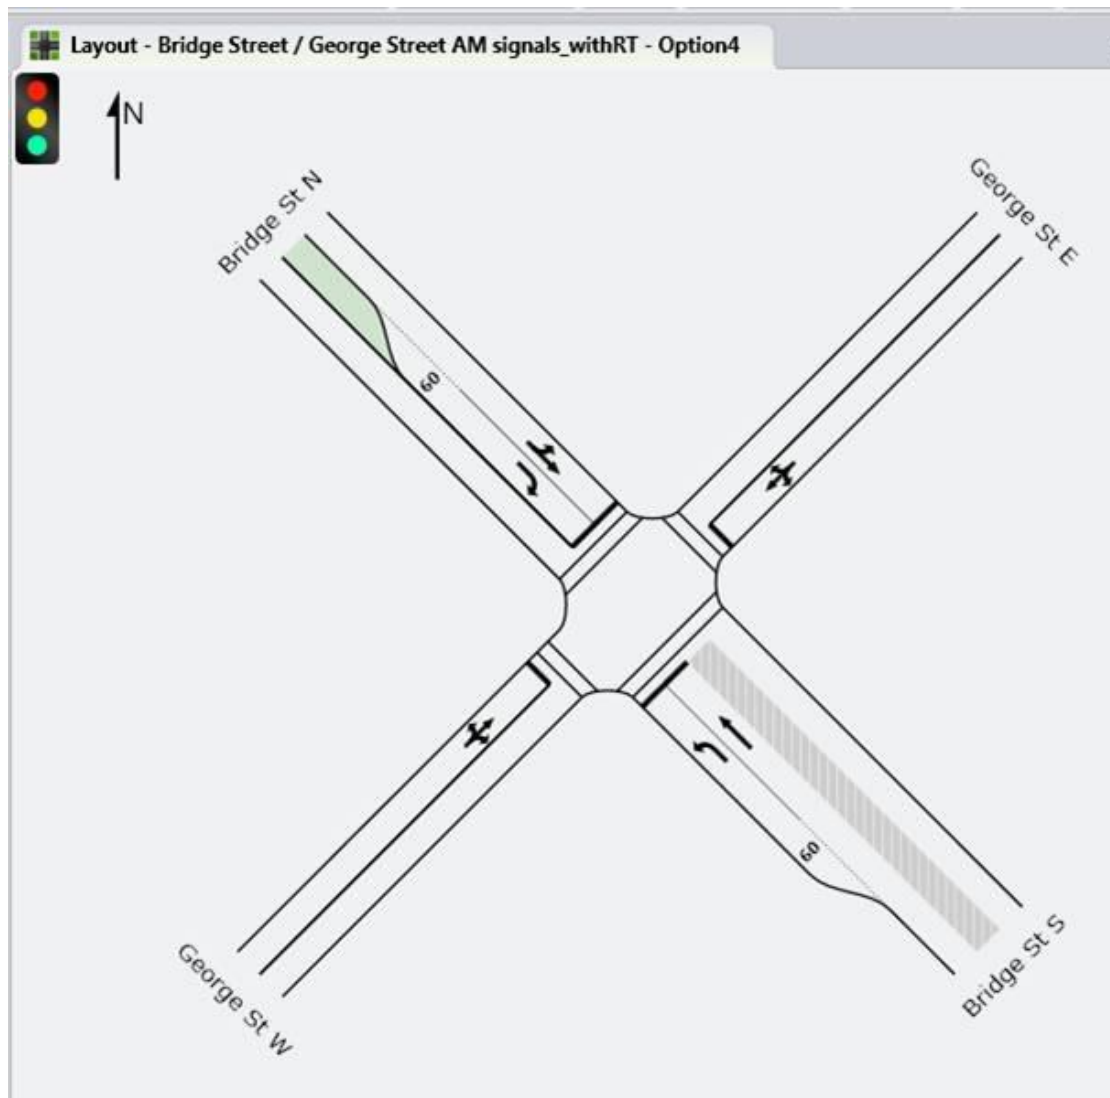 Layout - Bridge Street / George Street AM signals_withRT - Option4
N
Bridge St N
George St E
60
60
George St W
Bridge St S